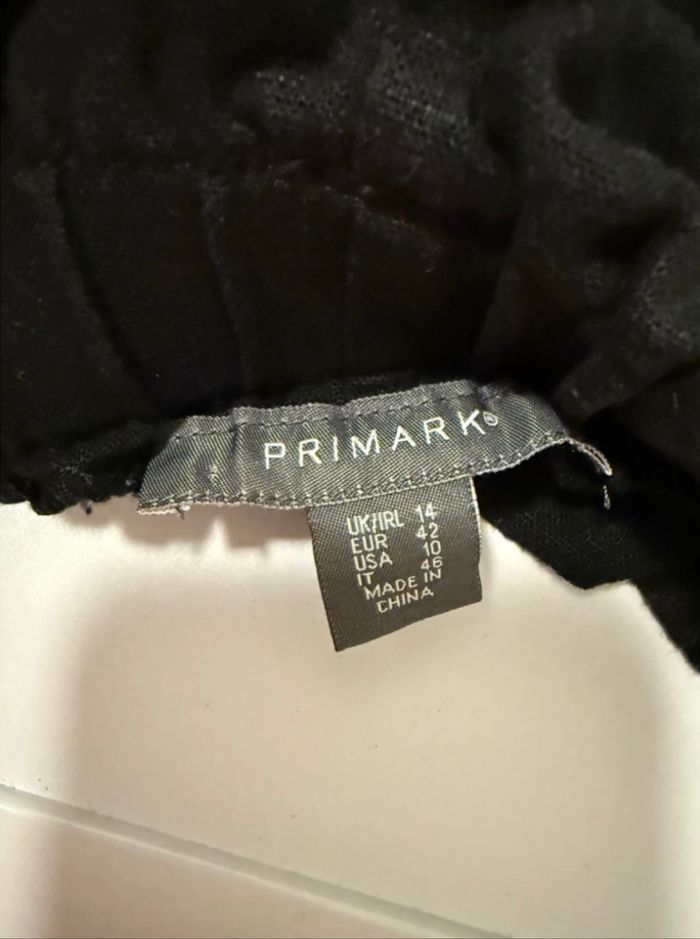 PRIMARK®
UK/IRL 14
EUR 42
USA 10
IT 46
MADE IN
CHINA